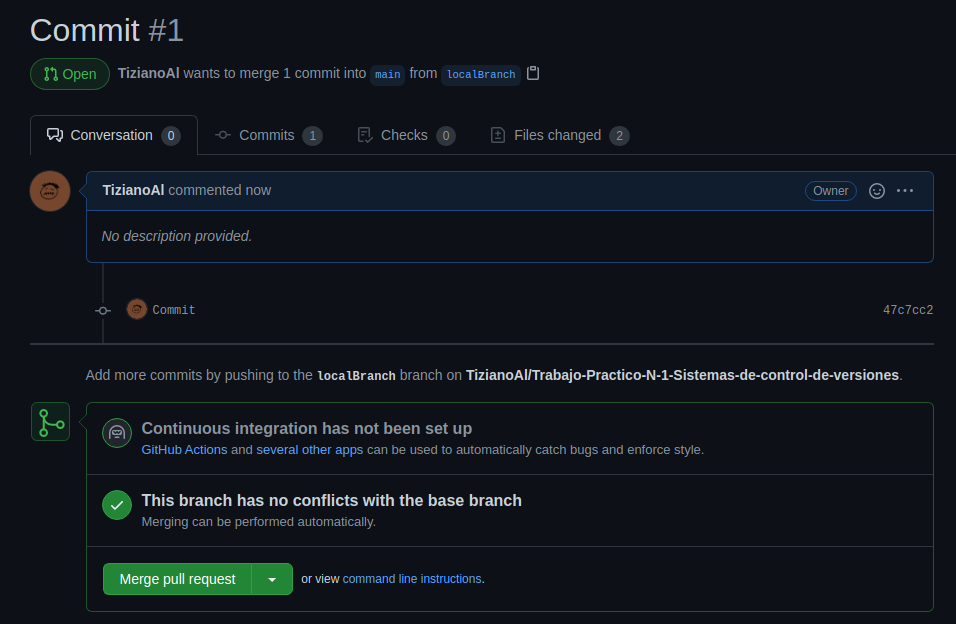 Commit #1
Open TizianoAl wants to merge 1 commit into main from localBranch
Conversation 0 Commits 1 Checks 0 Files changed 2
TizianoAl commented now Owner
No description provided.
Commit 47c7cc2
Add more commits by pushing to the localBranch branch on TizianoAl/Trabajo-Practico-N-1-Sistemas-de-control-de-versiones.
Continuous integration has not been set up
GitHub Actions and several other apps can be used to automatically catch bugs and enforce style.
This branch has no conflicts with the base branch
Merging can be performed automatically.
Merge pull request or view command line instructions.